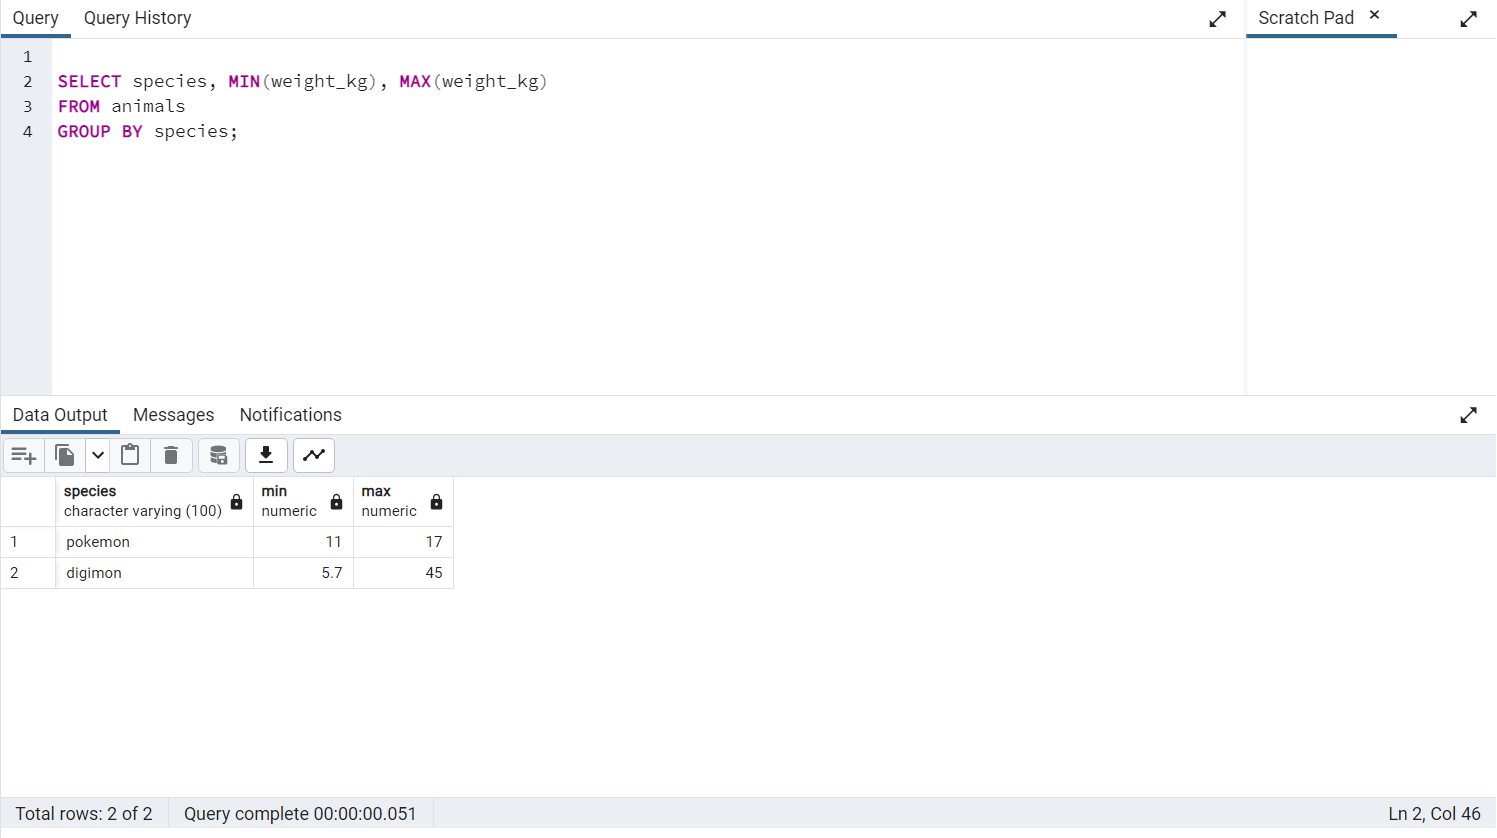 Query Query History Scratch Pad ×
1
2 SELECT species, MIN(weight_kg), MAX(weight_kg)
3 FROM animals
4 GROUP BY species;
Data Output Messages Notifications
species min max
character varying (100) numeric numeric
1 pokemon 11 17
2 digimon 5.7 45
Total rows: 2 of 2 Query complete 00:00:00.051 Ln 2, Col 46